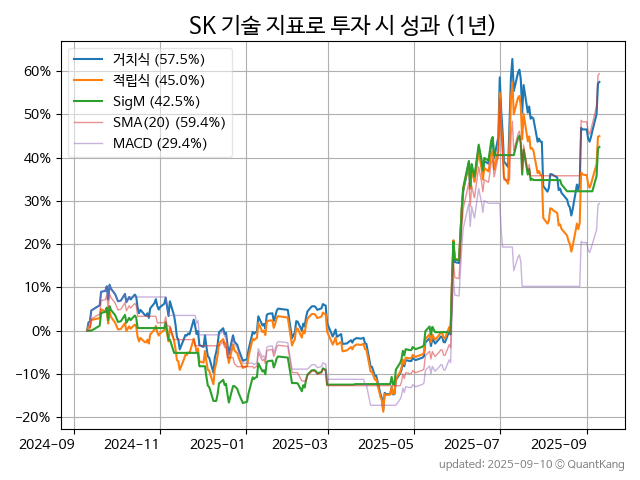 SK 기술 지표로 투자 시 성과 (1년)
거치식 (57.5%)
적립식 (45.0%)
SigM (42.5%)
SMA(20) (59.4%)
MACD (29.4%)
60%
50%
40%
30%
20%
10%
0%
−10%
−20%
2024-09 2024-11 2025-01 2025-03 2025-05 2025-07 2025-09
updated: 2025-09-10 © QuantKang